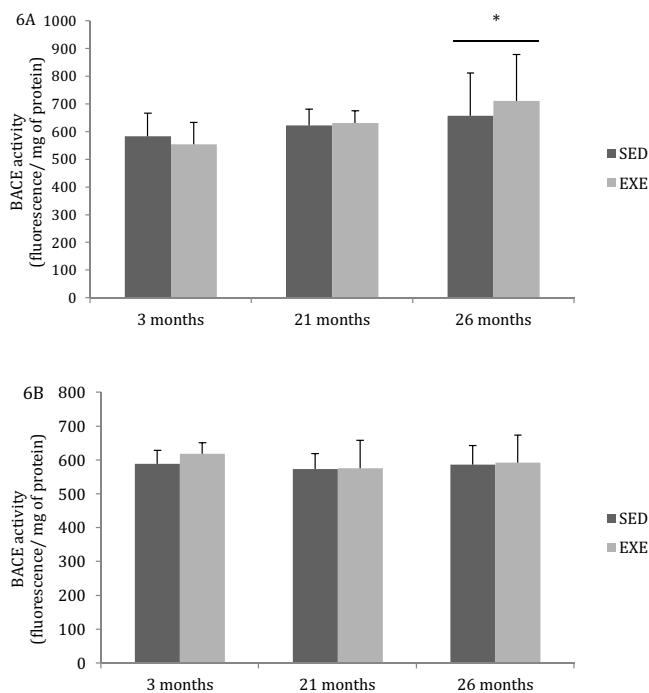 6A
*
BACE activity
(fluorescence/ mg of protein)
1000
900
800
700
600
500
400
300
200
100
0
3 months
21 months
26 months
SED
EXE
6B
BACE activity
(fluorescence/ mg of protein)
800
700
600
500
400
300
200
100
0
3 months
21 months
26 months
SED
EXE